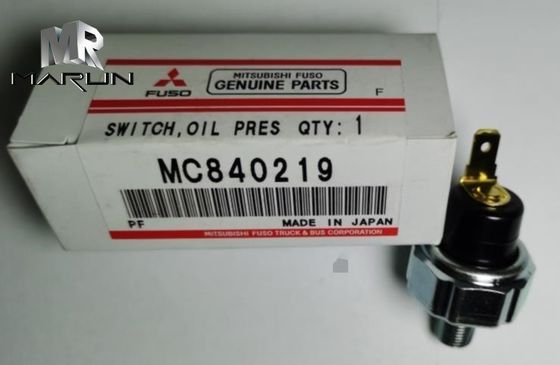 MR
MARUN
FUSO
MITSUBISHI FUSO
GENUINE PARTS
F
SWITCH,OIL PRES QTY: 1
MC840219
PF MADE IN JAPAN
MITSUBISHI FUSO TRUCK & BUS CORPORATION